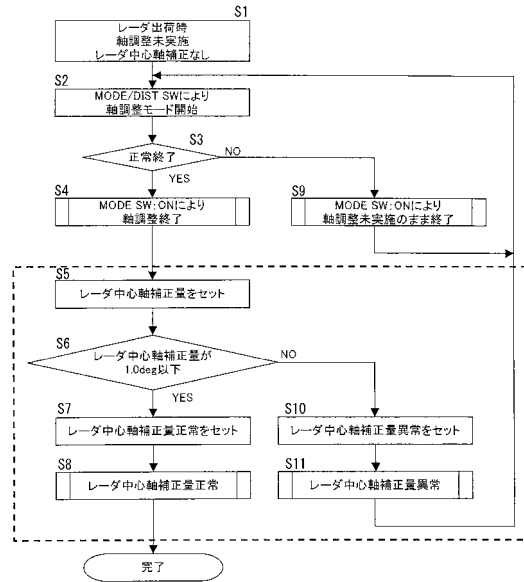 S1
レーダ出荷時
軸調整未実施
レーダ中心軸補正なし
S2
MODE/DIST SWにより
軸調整モード開始
S3
正常終了
NO
YES
S4
MODE SW:ONにより
軸調整終了
S9
MODE SW:ONにより
軸調整未実施のまま終了
S5
レーダ中心軸補正量をセット
S6
レーダ中心軸補正量が
1.0deg以下
NO
YES
S7
レーダ中心軸補正量正常をセット
S10
レーダ中心軸補正量異常をセット
S8
レーダ中心軸補正量正常
S11
レーダ中心軸補正量異常
完了